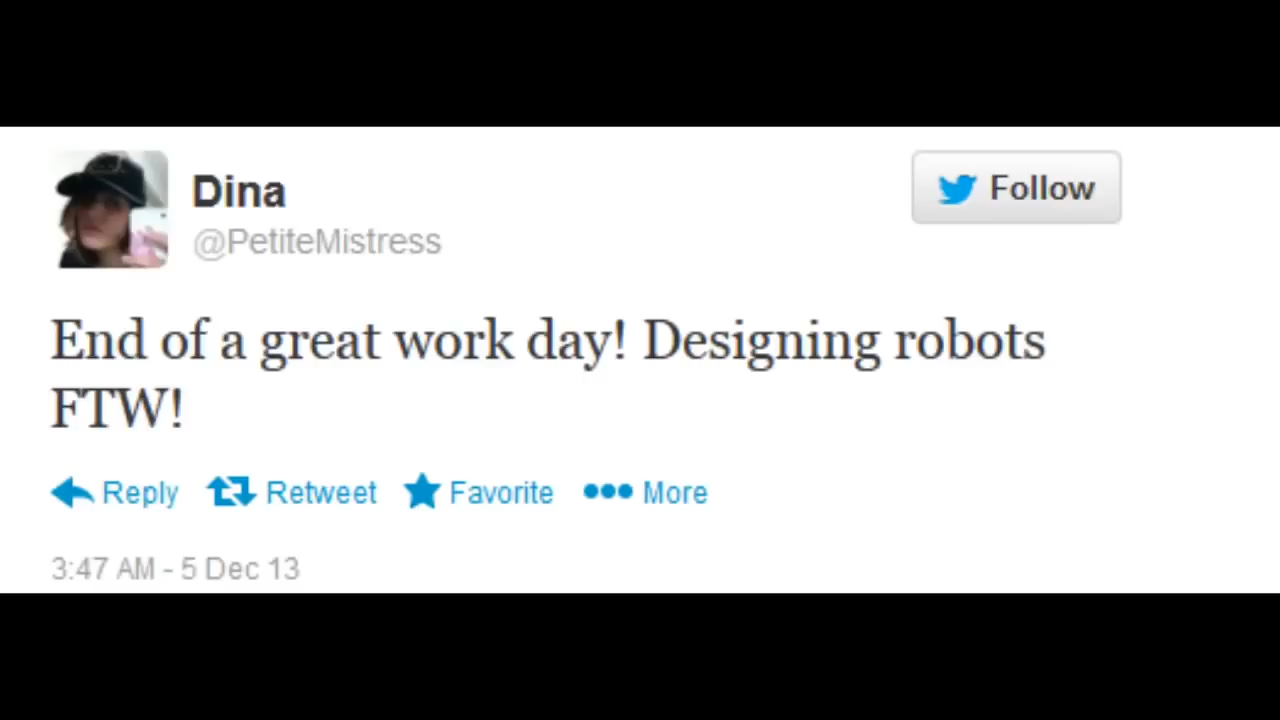 Dina
@PetiteMistress
Follow
End of a great work day! Designing robots
FTW!
Reply Retweet Favorite More
3:47 AM - 5 Dec 13